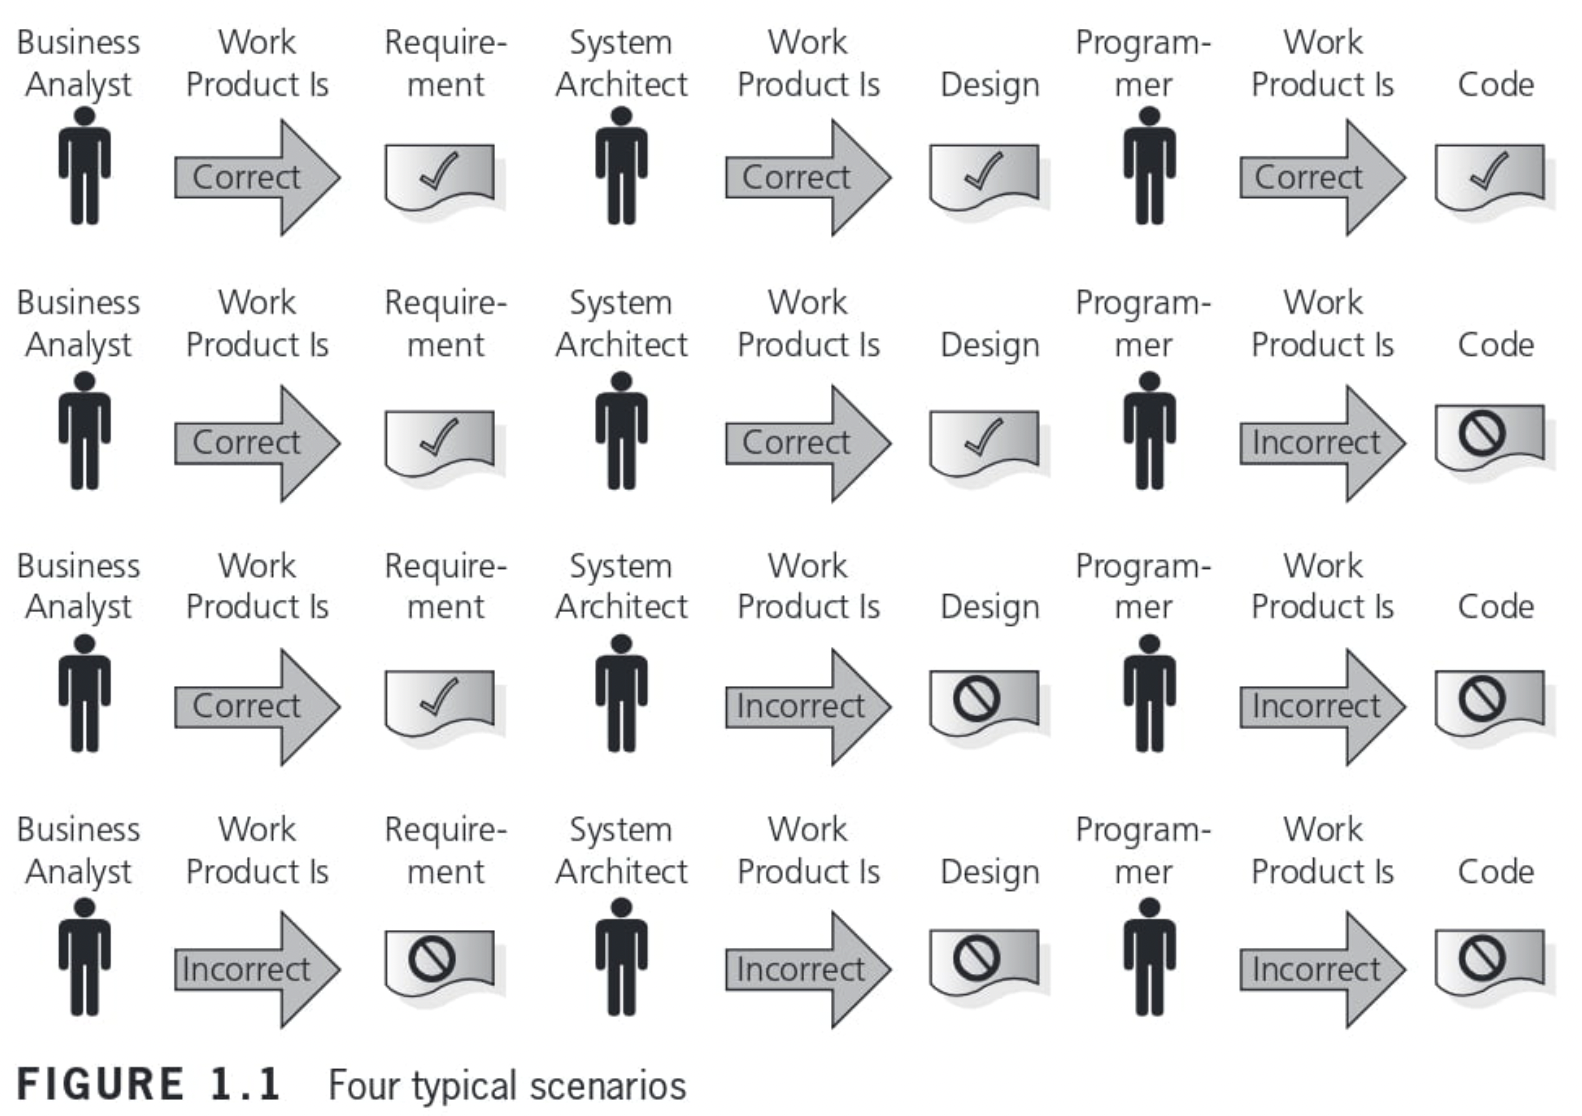 Business Work Require- System Work Program- Work
Analyst Product Is ment Architect Product Is Design mer Product Is Code
Correct Correct Correct
Business Work Require- System Work Program- Work
Analyst Product Is ment Architect Product Is Design mer Product Is Code
Correct Correct Incorrect
Business Work Require- System Work Program- Work
Analyst Product Is ment Architect Product Is Design mer Product Is Code
Correct Incorrect Incorrect
Business Work Require- System Work Program- Work
Analyst Product Is ment Architect Product Is Design mer Product Is Code
Incorrect Incorrect Incorrect
FIGURE 1.1 Four typical scenarios